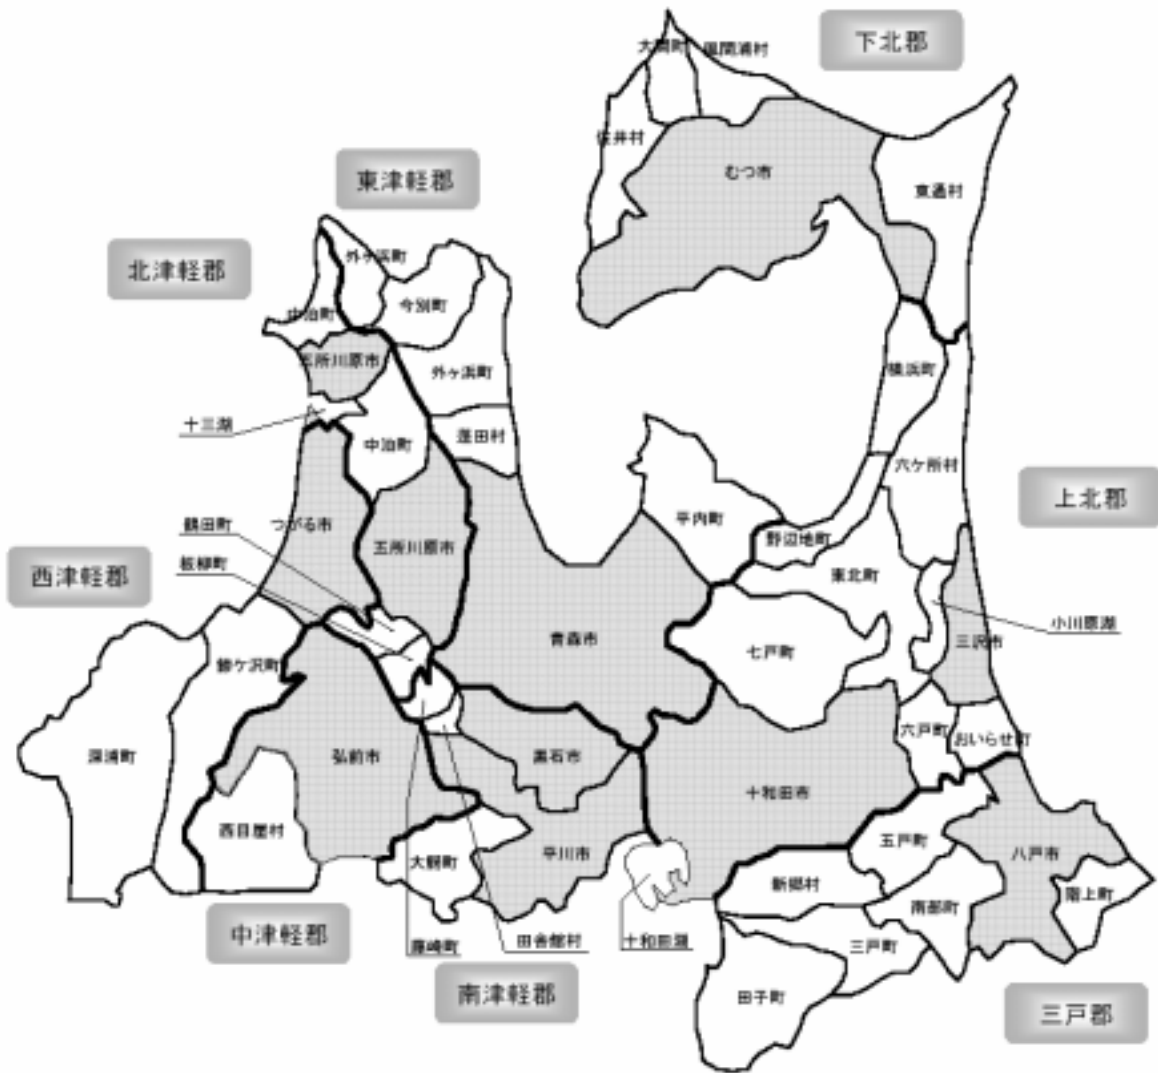 下北郡
大間町
風間浦村
佐井村
むつ市
東通村
東津軽郡
北津軽郡
外ヶ浜町
今別町
中泊町
五所川原市
外ヶ浜町
横浜町
十三湖
中泊町
蓬田村
六ケ所村
上北郡
平内町
野辺地町
つがる市
鶴田町
五所川原市
板柳町
西津軽郡
東北町
小川原湖
三沢市
青森市
七戸町
鰺ケ沢町
深浦町
弘前市
黒石市
六戸町
おいらせ町
十和田市
西目屋村
大鰐町
平川市
五戸町
八戸市
新郷村
南部町
階上町
中津軽郡
藤崎町
田舎館村
十和田湖
三戸町
南津軽郡
田子町
三戸郡